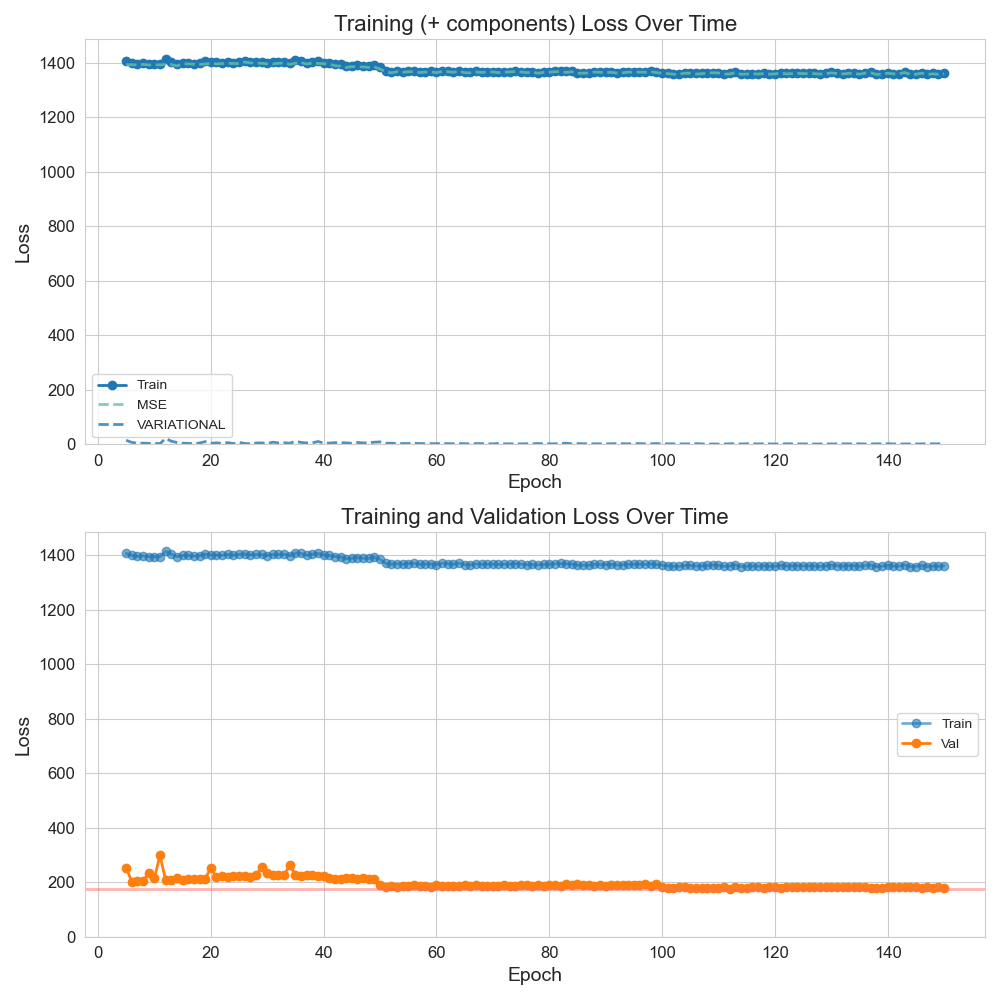 Training (+ components) Loss Over Time
1400
1200
1000
800
600
400
200
0
Loss
Train
MSE
VARIATIONAL
0 20 40 60 80 100 120 140
Epoch
Training and Validation Loss Over Time
1400
1200
1000
800
600
400
200
0
Loss
Train
Val
0 20 40 60 80 100 120 140
Epoch